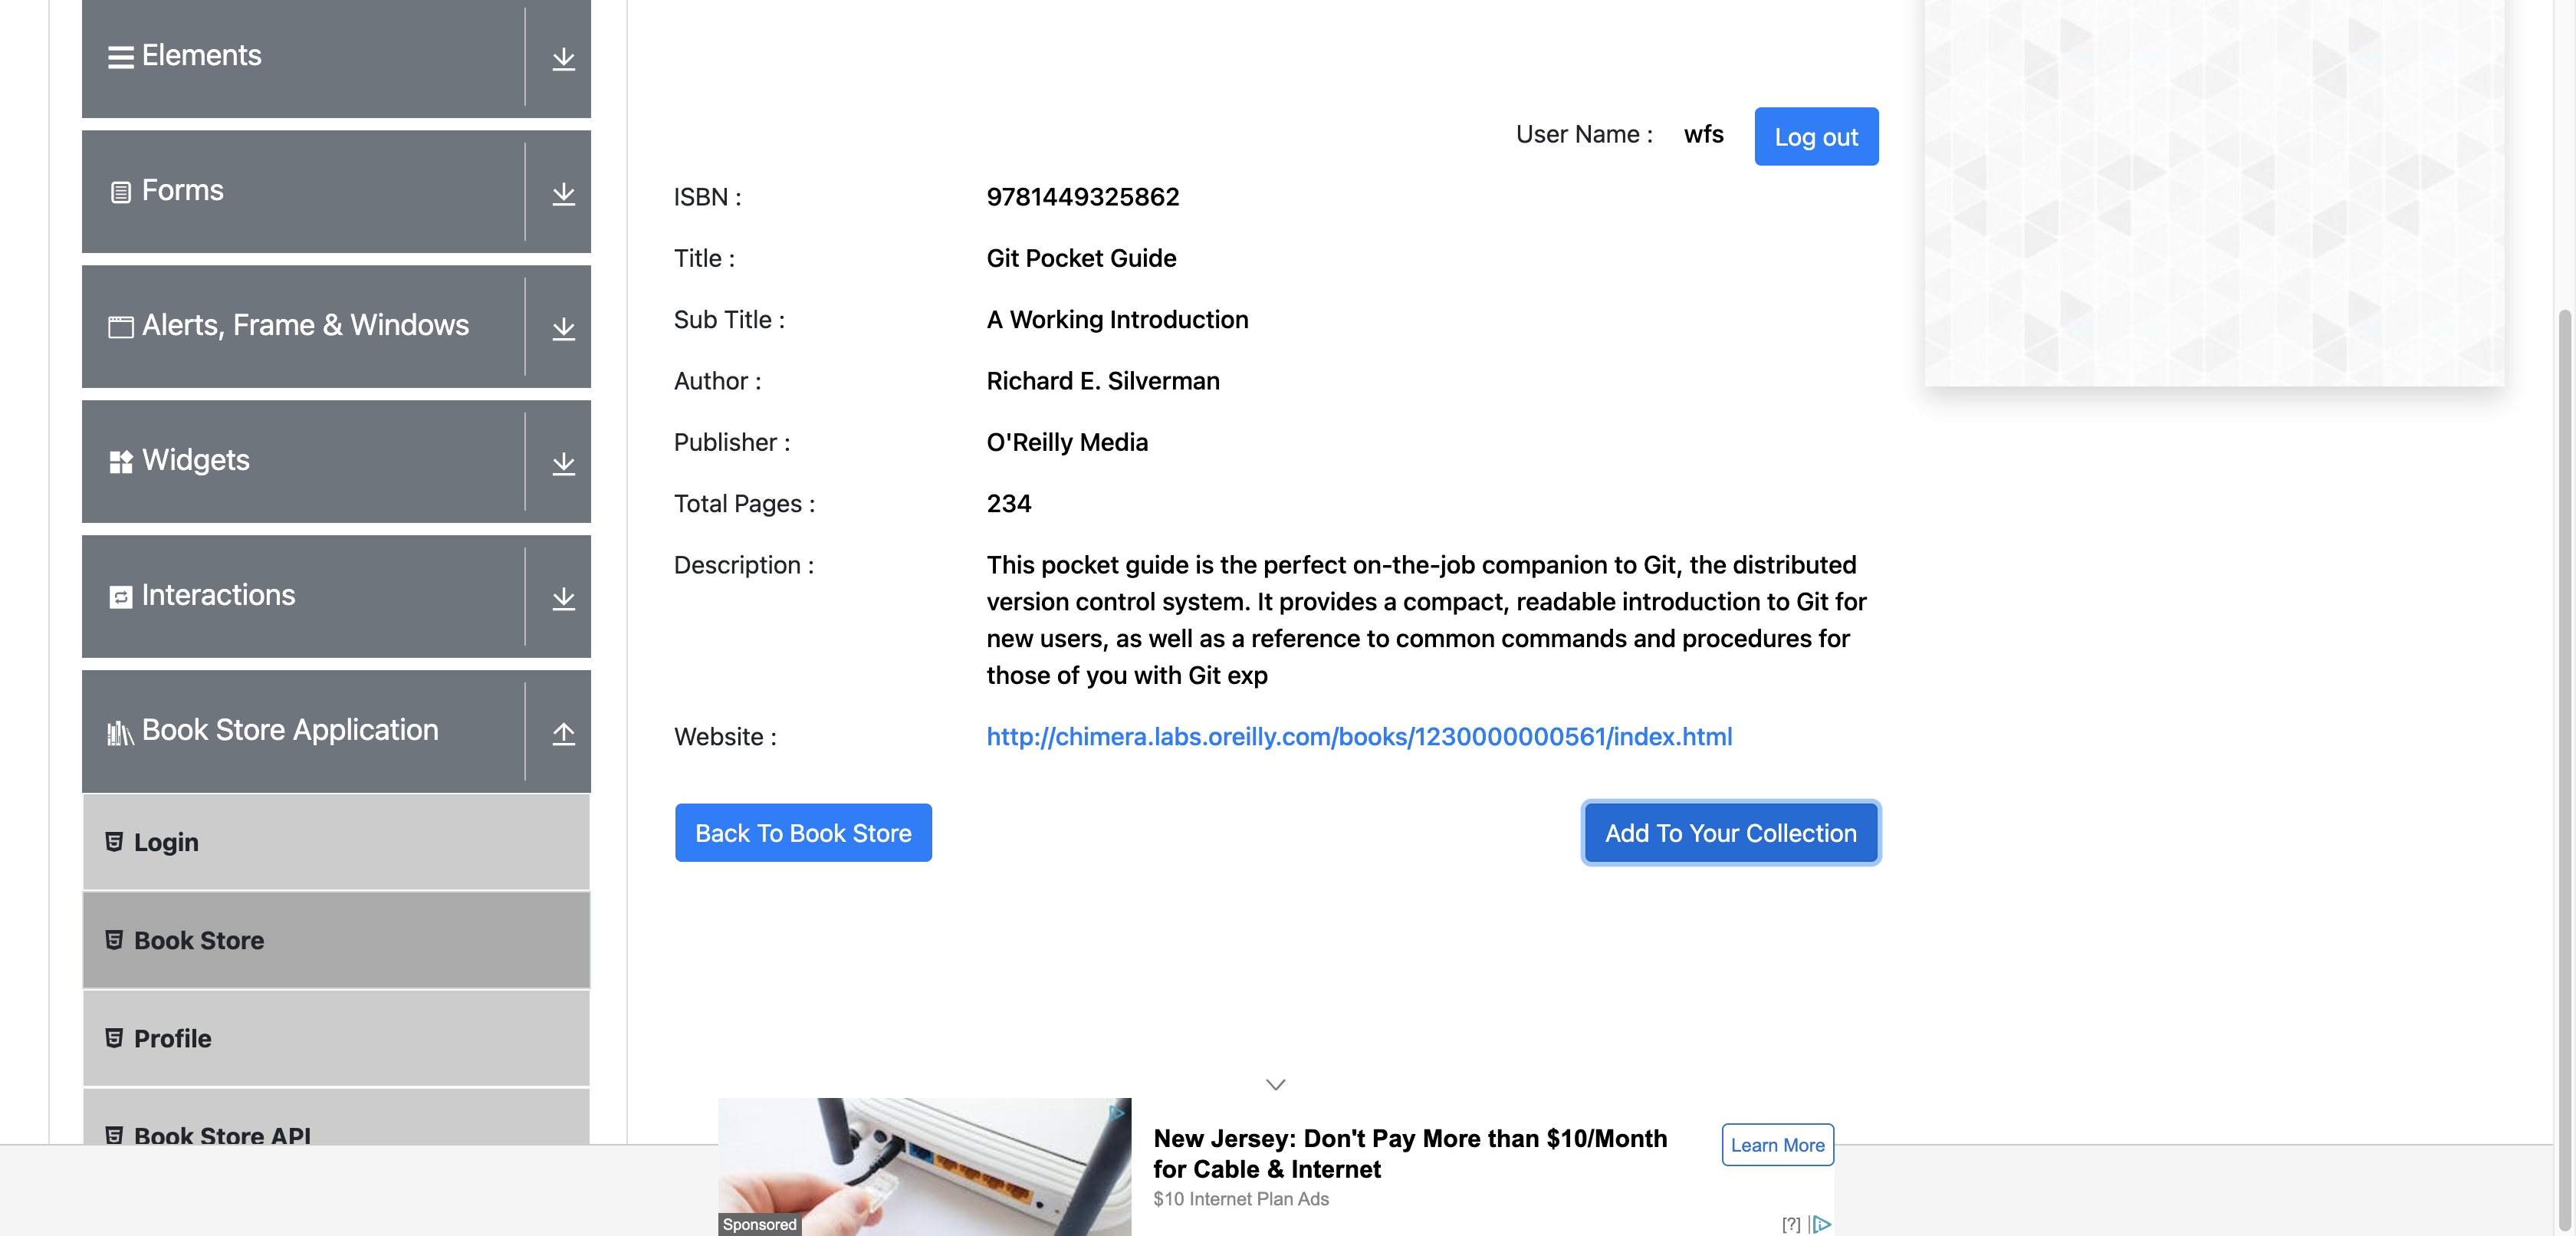 Elements
Forms
Alerts, Frame & Windows
Widgets
Interactions
Book Store Application
Login
Book Store
Profile
Book Store API
User Name : wfs Log out
ISBN : 9781449325862
Title : Git Pocket Guide
Sub Title : A Working Introduction
Author : Richard E. Silverman
Publisher : O'Reilly Media
Total Pages : 234
Description : This pocket guide is the perfect on-the-job companion to Git, the distributed
version control system. It provides a compact, readable introduction to Git for
new users, as well as a reference to common commands and procedures for
those of you with Git exp
Website : http://chimera.labs.oreilly.com/books/1230000000561/index.html
Back To Book Store Add To Your Collection
New Jersey: Don't Pay More than $10/Month
for Cable & Internet
$10 Internet Plan Ads
Learn More
Sponsored
[?]